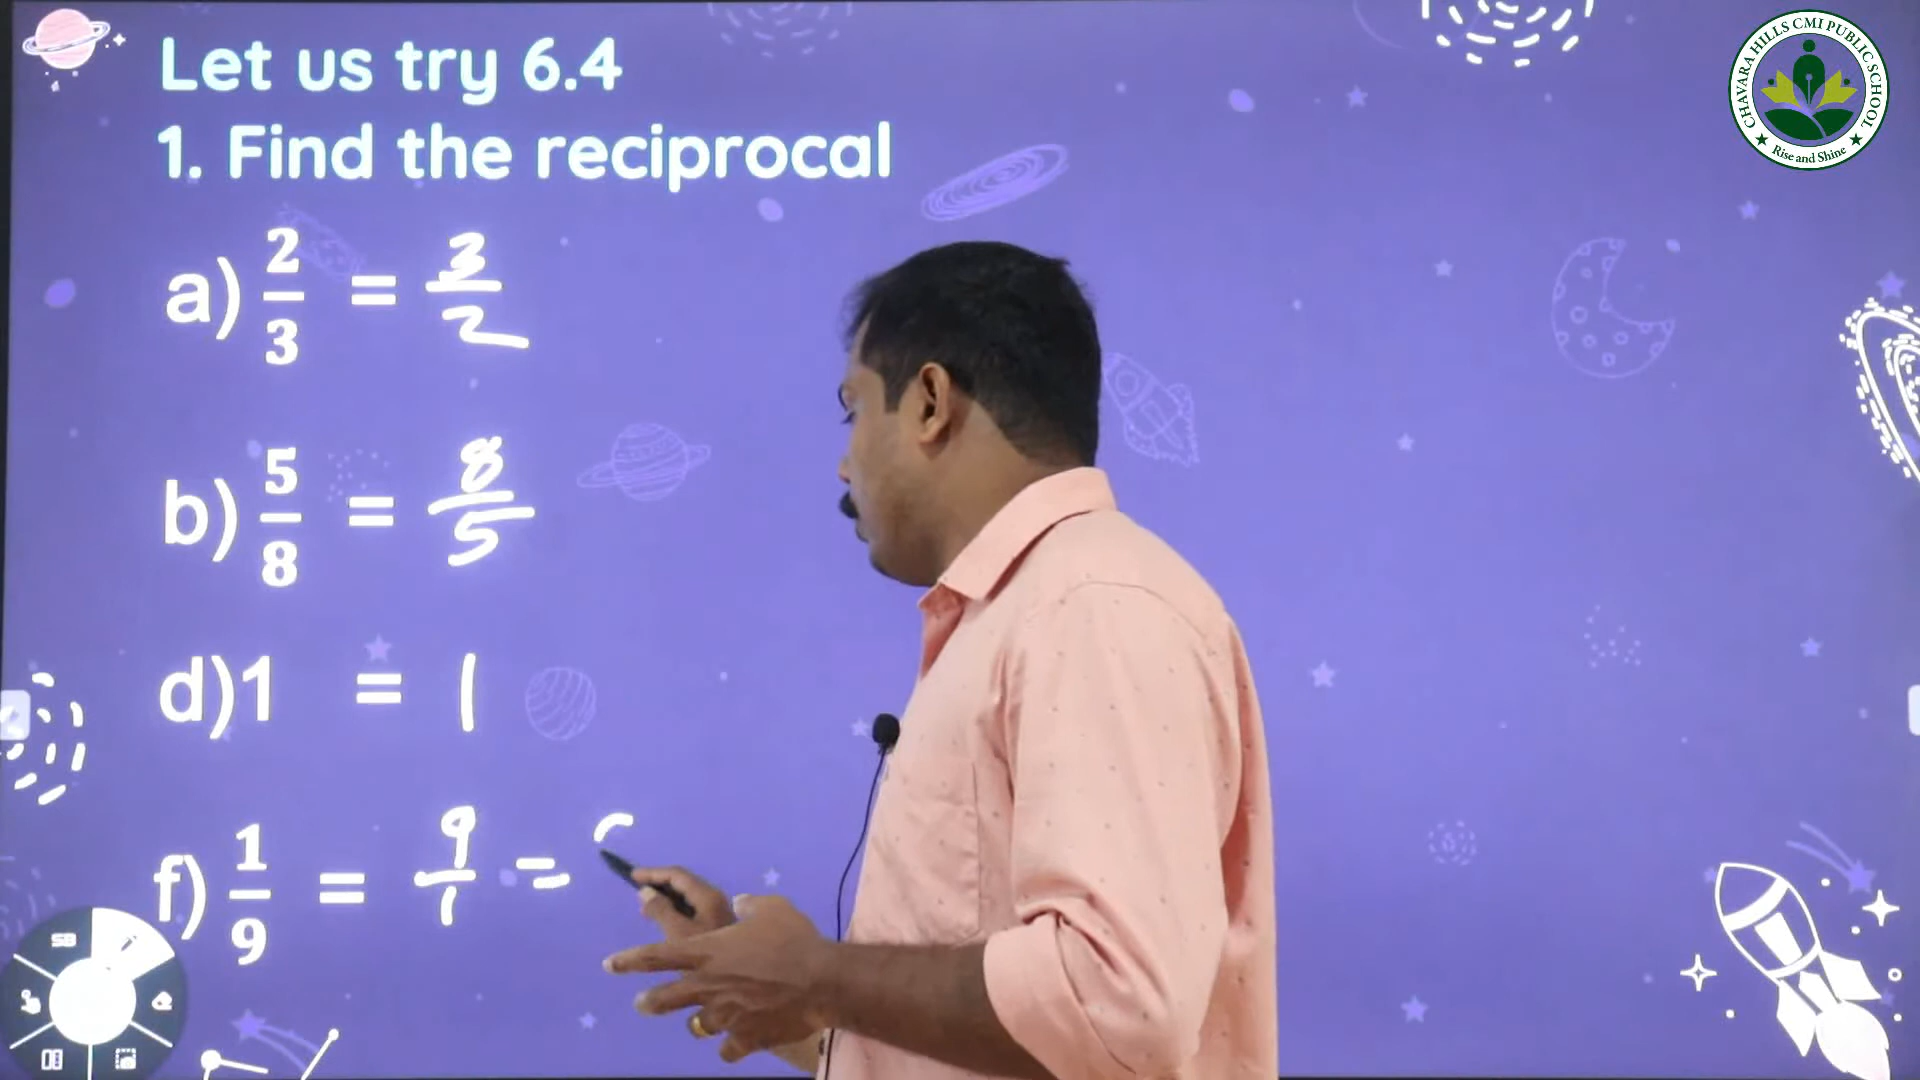 Let us try 6.4
1. Find the reciprocal
a) 2/3 = 3/2
b) 5/8 = 8/5
d)1 = 1
f) 1/9 = 9/1 =
CHAVARA HILLS CMI PUBLIC SCHOOL
Rise and Shine